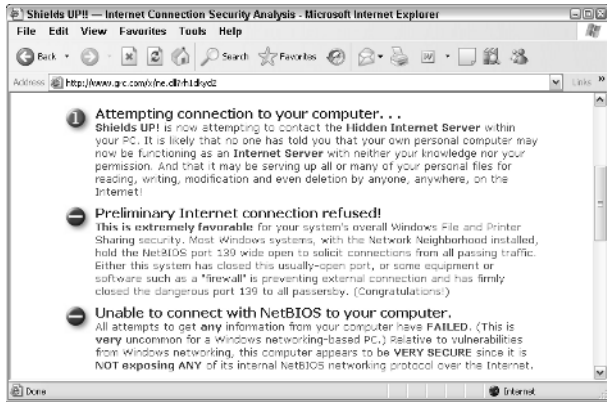 Shields UP!! — Internet Connection Security Analysis - Microsoft Internet Explorer
File Edit View Favorites Tools Help
Back Search Favorites
Address http://www.grc.com/x/ne.dll?rh1dkyd2 Links »
Attempting connection to your computer. . .
Shields UP! is now attempting to contact the Hidden Internet Server within
your PC. It is likely that no one has told you that your own personal computer may
now be functioning as an Internet Server with neither your knowledge nor your
permission. And that it may be serving up all or many of your personal files for
reading, writing, modification and even deletion by anyone, anywhere, on the
Internet!
Preliminary Internet connection refused!
This is extremely favorable for your system's overall Windows File and Printer
Sharing security. Most Windows systems, with the Network Neighborhood installed,
hold the NetBIOS port 139 wide open to solicit connections from all passing traffic.
Either this system has closed this usually-open port, or some equipment or
software such as a "firewall" is preventing external connection and has firmly
closed the dangerous port 139 to all passersby. (Congratulations!)
Unable to connect with NetBIOS to your computer.
All attempts to get any information from your computer have FAILED. (This is
very uncommon for a Windows networking-based PC.) Relative to vulnerabilities
from Windows networking, this computer appears to be VERY SECURE since it is
NOT exposing ANY of its internal NetBIOS networking protocol over the Internet.
Done Internet